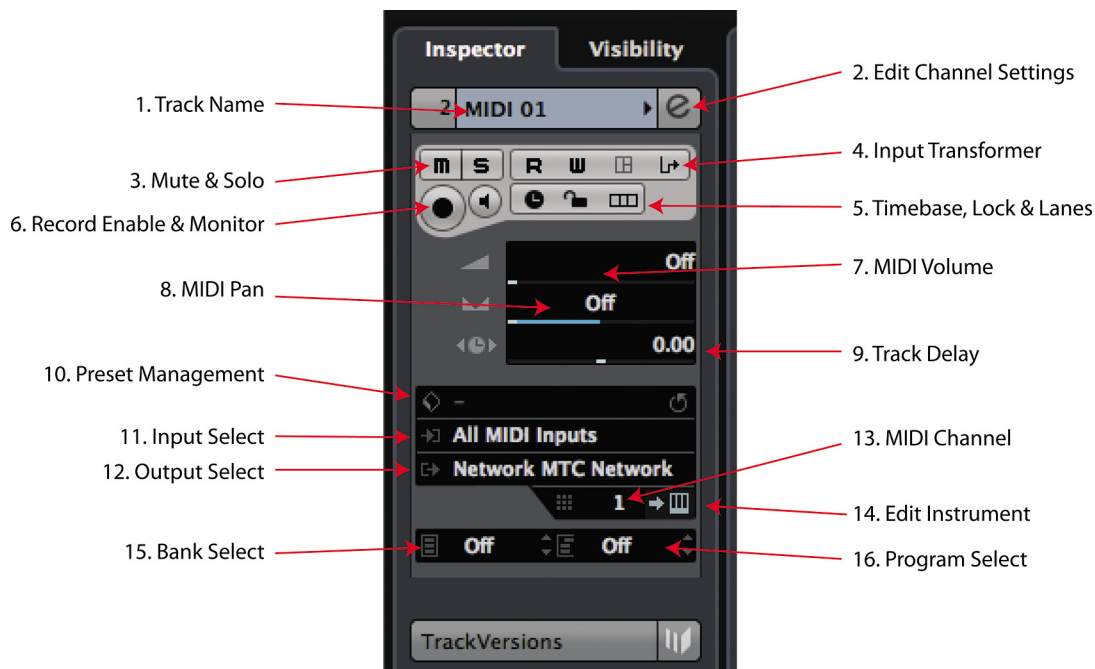 Inspector Visibility
2. Edit Channel Settings
1. Track Name
2 MIDI 01 e
M S R W
4. Input Transformer
3. Mute & Solo
6. Record Enable & Monitor
5. Timebase, Lock & Lanes
Off
7. MIDI Volume
8. MIDI Pan
Off
0.00
9. Track Delay
10. Preset Management
–
11. Input Select
All MIDI Inputs
13. MIDI Channel
12. Output Select
Network MTC Network
1
14. Edit Instrument
15. Bank Select
Off Off
16. Program Select
TrackVersions